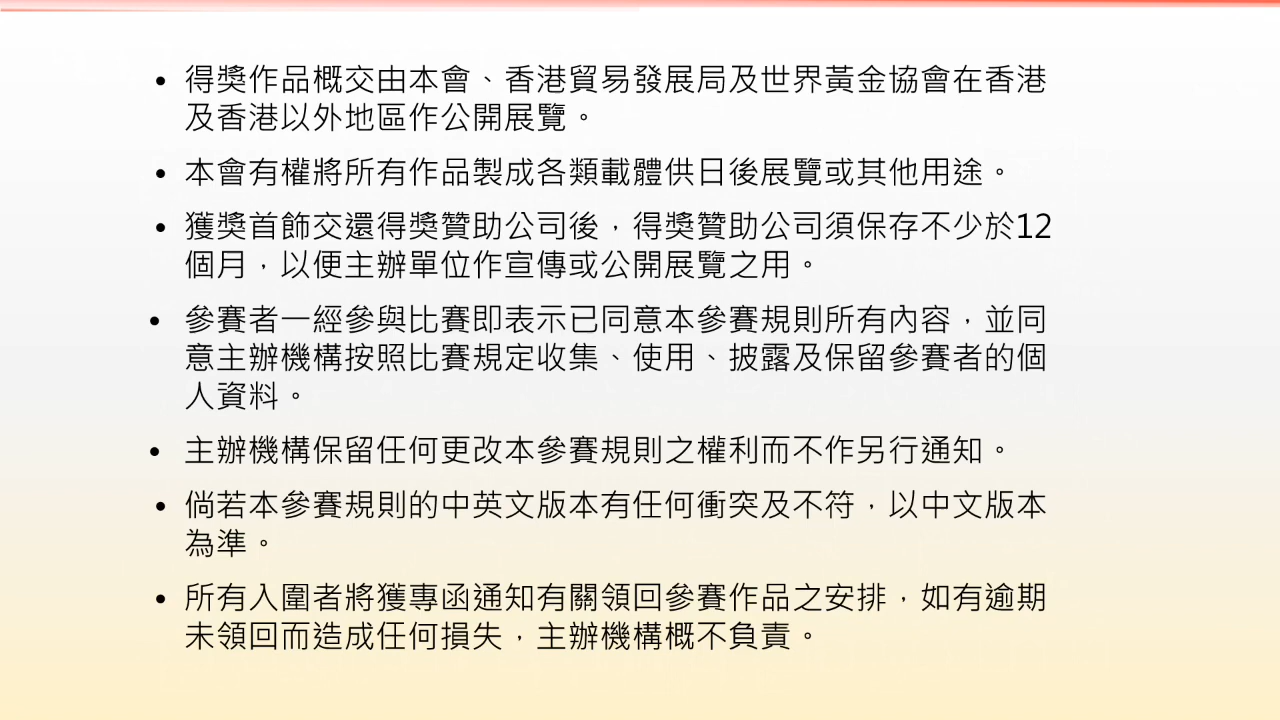 • 得獎作品概交由本會、香港貿易發展局及世界黃金協會在香港
及香港以外地區作公開展覽。
• 本會有權將所有作品製成各類載體供日後展覽或其他用途。
• 獲獎首飾交還得獎贊助公司後，得獎贊助公司須保存不少於12
個月，以便主辦單位作宣傳或公開展覽之用。
• 參賽者一經參與比賽即表示已同意本參賽規則所有內容，並同
意主辦機構按照比賽規定收集、使用、披露及保留參賽者的個
人資料。
• 主辦機構保留任何更改本參賽規則之權利而不作另行通知。
• 倘若本參賽規則的中英文版本有任何衝突及不符，以中文版本
為準。
• 所有入圍者將獲專函通知有關領回參賽作品之安排，如有逾期
未領回而造成任何損失，主辦機構概不負責。